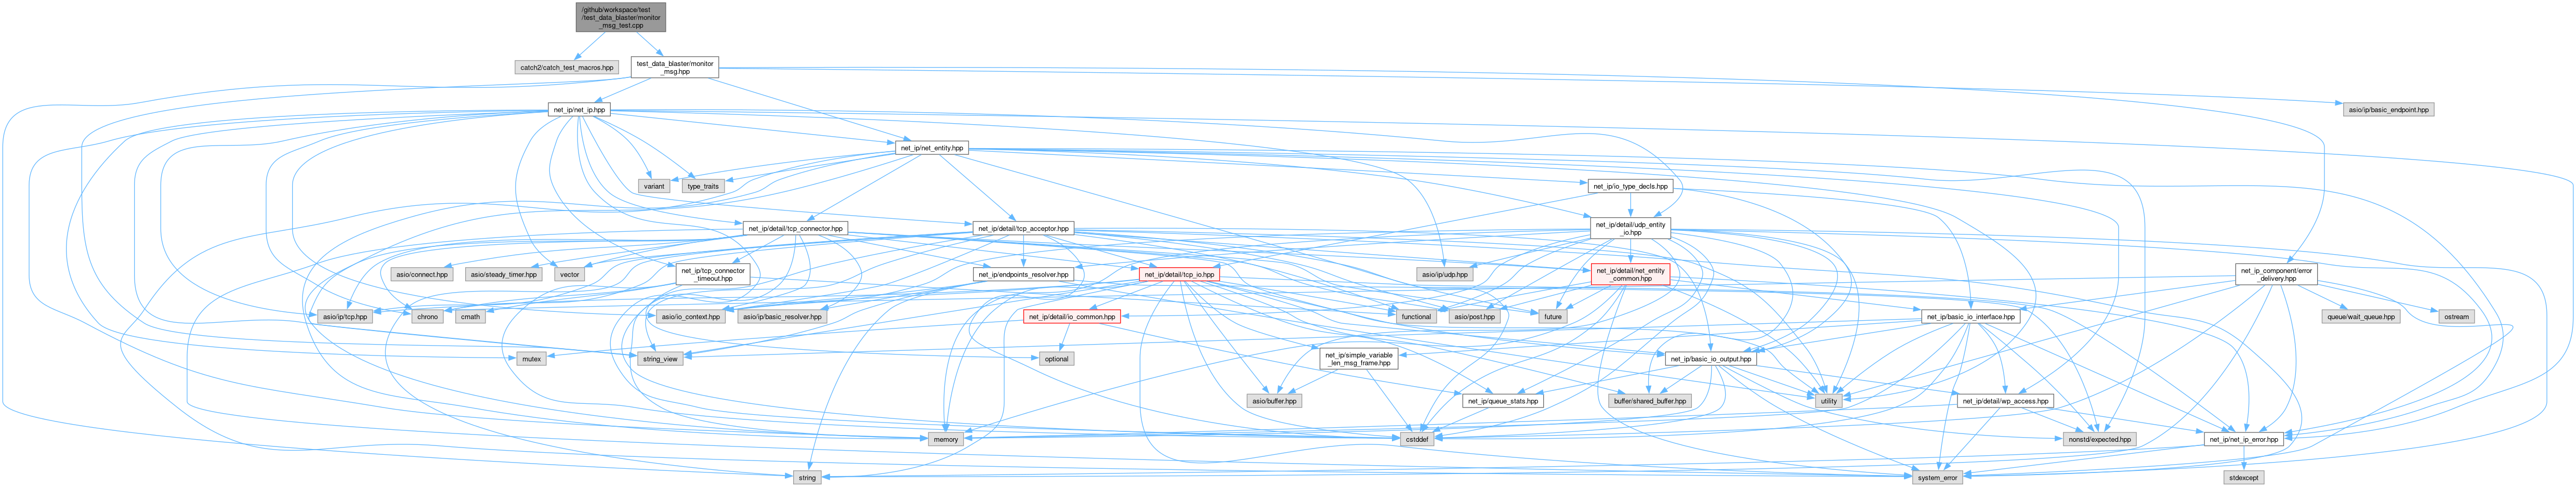 /github/workspace/test
/test_data_blaster/monitor
_msg_test.cpp
catch2/catch_test_macros.hpp
test_data_blaster/monitor
_msg.hpp
net_ip/net_ip.hpp
asio/ip/basic_endpoint.hpp
net_ip/net_entity.hpp
variant
type_traits
net_ip/io_type_decls.hpp
net_ip/detail/tcp_connector.hpp
net_ip/detail/tcp_acceptor.hpp
net_ip/detail/udp_entity
_io.hpp
asio/connect.hpp
asio/steady_timer.hpp
vector
net_ip/tcp_connector
_timeout.hpp
asio/ip/udp.hpp
net_ip/endpoints_resolver.hpp
net_ip/detail/tcp_io.hpp
net_ip/detail/net_entity
_common.hpp
net_ip_component/error
_delivery.hpp
asio/ip/tcp.hpp
chrono
cmath
asio/io_context.hpp
asio/ip/basic_resolver.hpp
net_ip/detail/io_common.hpp
functional
asio/post.hpp
future
net_ip/basic_io_interface.hpp
queue/wait_queue.hpp
ostream
mutex
string_view
optional
net_ip/simple_variable
_len_msg_frame.hpp
net_ip/basic_io_output.hpp
asio/buffer.hpp
net_ip/queue_stats.hpp
buffer/shared_buffer.hpp
utility
net_ip/detail/wp_access.hpp
memory
cstddef
nonstd/expected.hpp
net_ip/net_ip_error.hpp
string
system_error
stdexcept